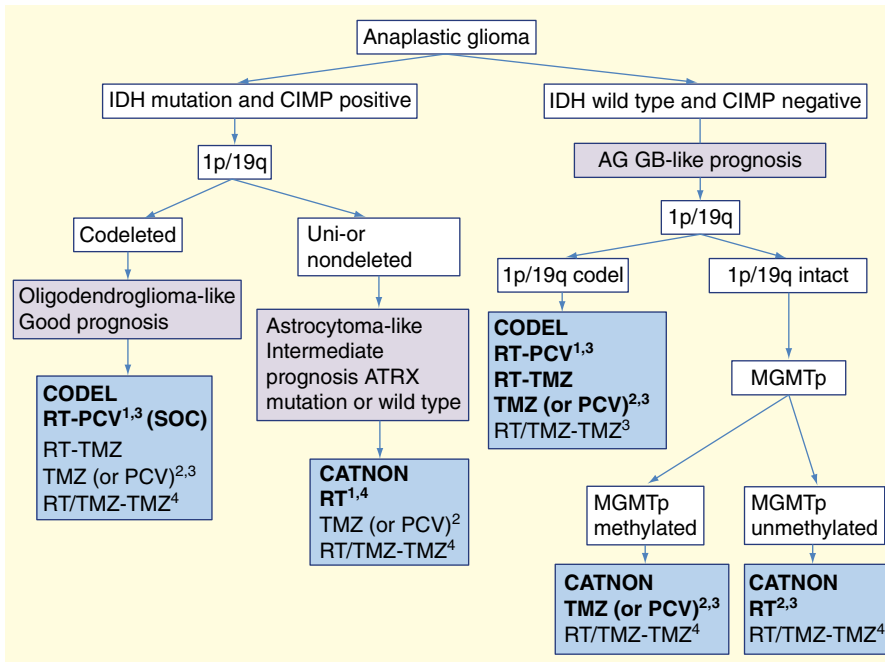 Anaplastic glioma
IDH mutation and CIMP positive
IDH wild type and CIMP negative
1p/19q
AG GB-like prognosis
1p/19q
Codeleted
Uni-or
nondeleted
1p/19q codel
1p/19q intact
Oligodendroglioma-like
Good prognosis
Astrocytoma-like
Intermediate
prognosis ATRX
mutation or wild type
CODEL
RT-PCV1,3
RT-TMZ
TMZ (or PCV)2,3
RT/TMZ-TMZ3
MGMTp
CODEL
RT-PCV1,3 (SOC)
RT-TMZ
TMZ (or PCV)2,3
RT/TMZ-TMZ4
CATNON
RT1,4
TMZ (or PCV)2
RT/TMZ-TMZ4
MGMTp
methylated
MGMTp
unmethylated
CATNON
TMZ (or PCV)2,3
RT/TMZ-TMZ4
CATNON
RT2,3
RT/TMZ-TMZ4